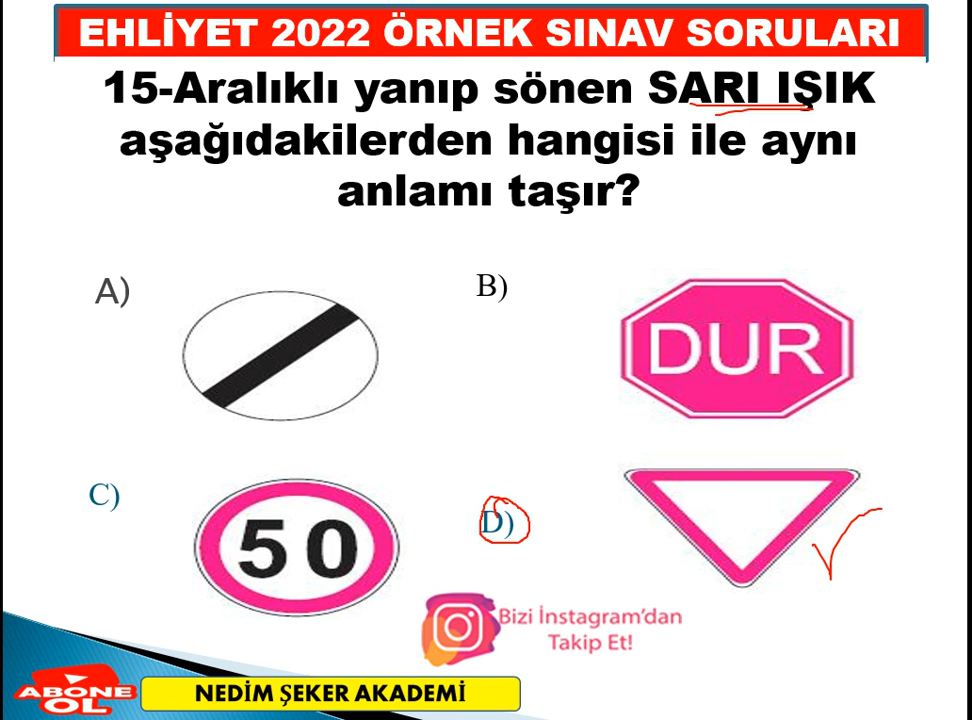 EHLİYET 2022 ÖRNEK SINAV SORULARI
15-Aralıklı yanıp sönen SARI IŞIK
aşağıdakilerden hangisi ile aynı
anlamı taşır?
A)
B)
DUR
C)
50
D)
Bizi İnstagram'dan
Takip Et!
ABONE
OL
NEDİM ŞEKER AKADEMİ